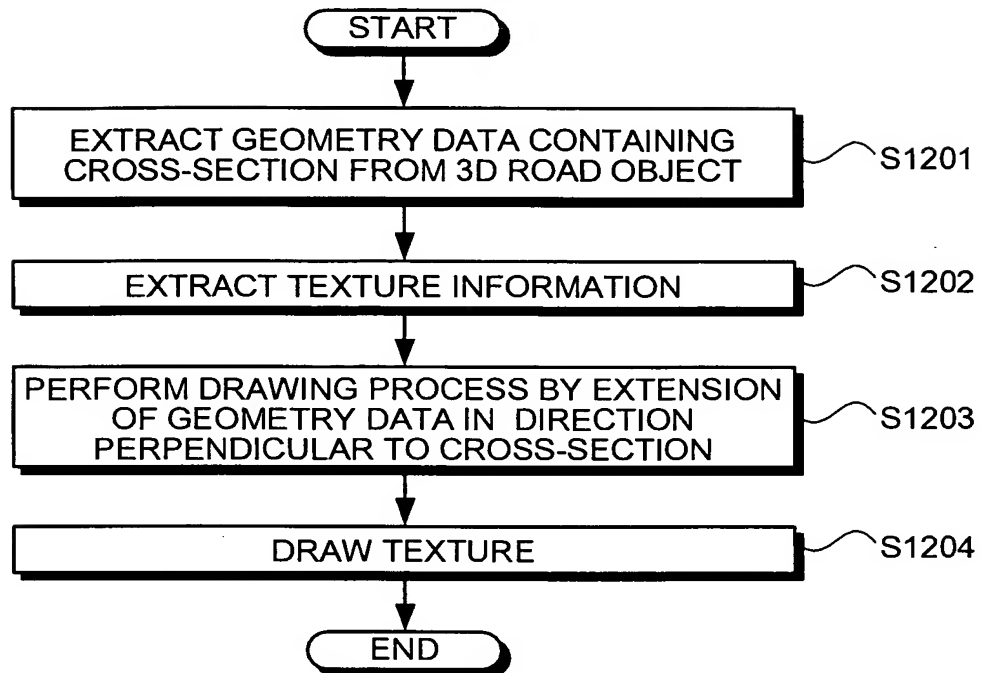 START
EXTRACT GEOMETRY DATA CONTAINING
CROSS-SECTION FROM 3D ROAD OBJECT
S1201
EXTRACT TEXTURE INFORMATION
S1202
PERFORM DRAWING PROCESS BY EXTENSION
OF GEOMETRY DATA IN DIRECTION
PERPENDICULAR TO CROSS-SECTION
S1203
DRAW TEXTURE
S1204
END